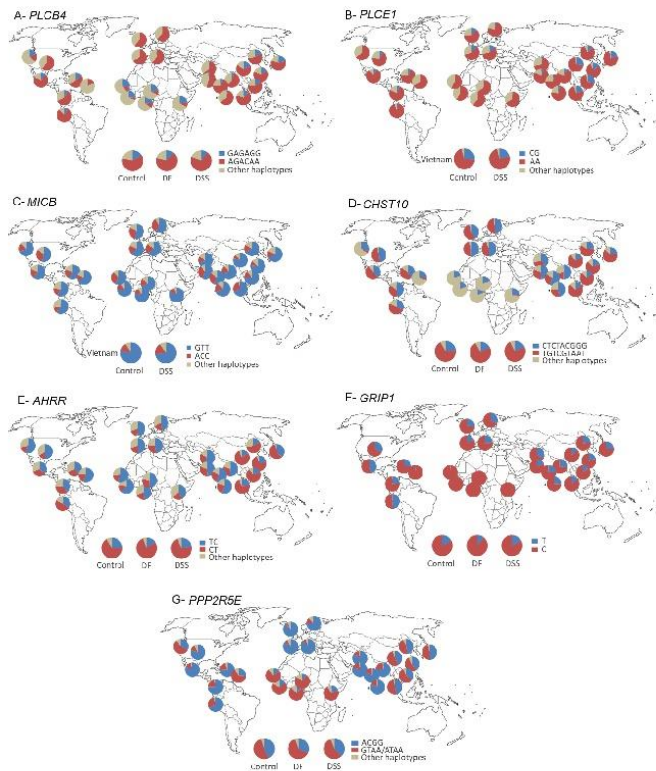 A- PLCB4
GAGAGG
AGACAA
Other haplotypes
Control DF DSS
B- PLCE1
Vietnam
CG
AA
Other haplotypes
Control DSS
C- MICB
Vietnam
GTT
ACC
Other haplotypes
Control DSS
D- CHST10
CTCTACGGG
TGTCGTAAT
Other haplotypes
Control DF DSS
E- AHRR
TC
CT
Other haplotypes
Control DF DSS
F- GRIP1
T
C
Control DF DSS
G- PPP2R5E
ACGG
GTAA/ATAA
Other haplotypes
Control DF DSS